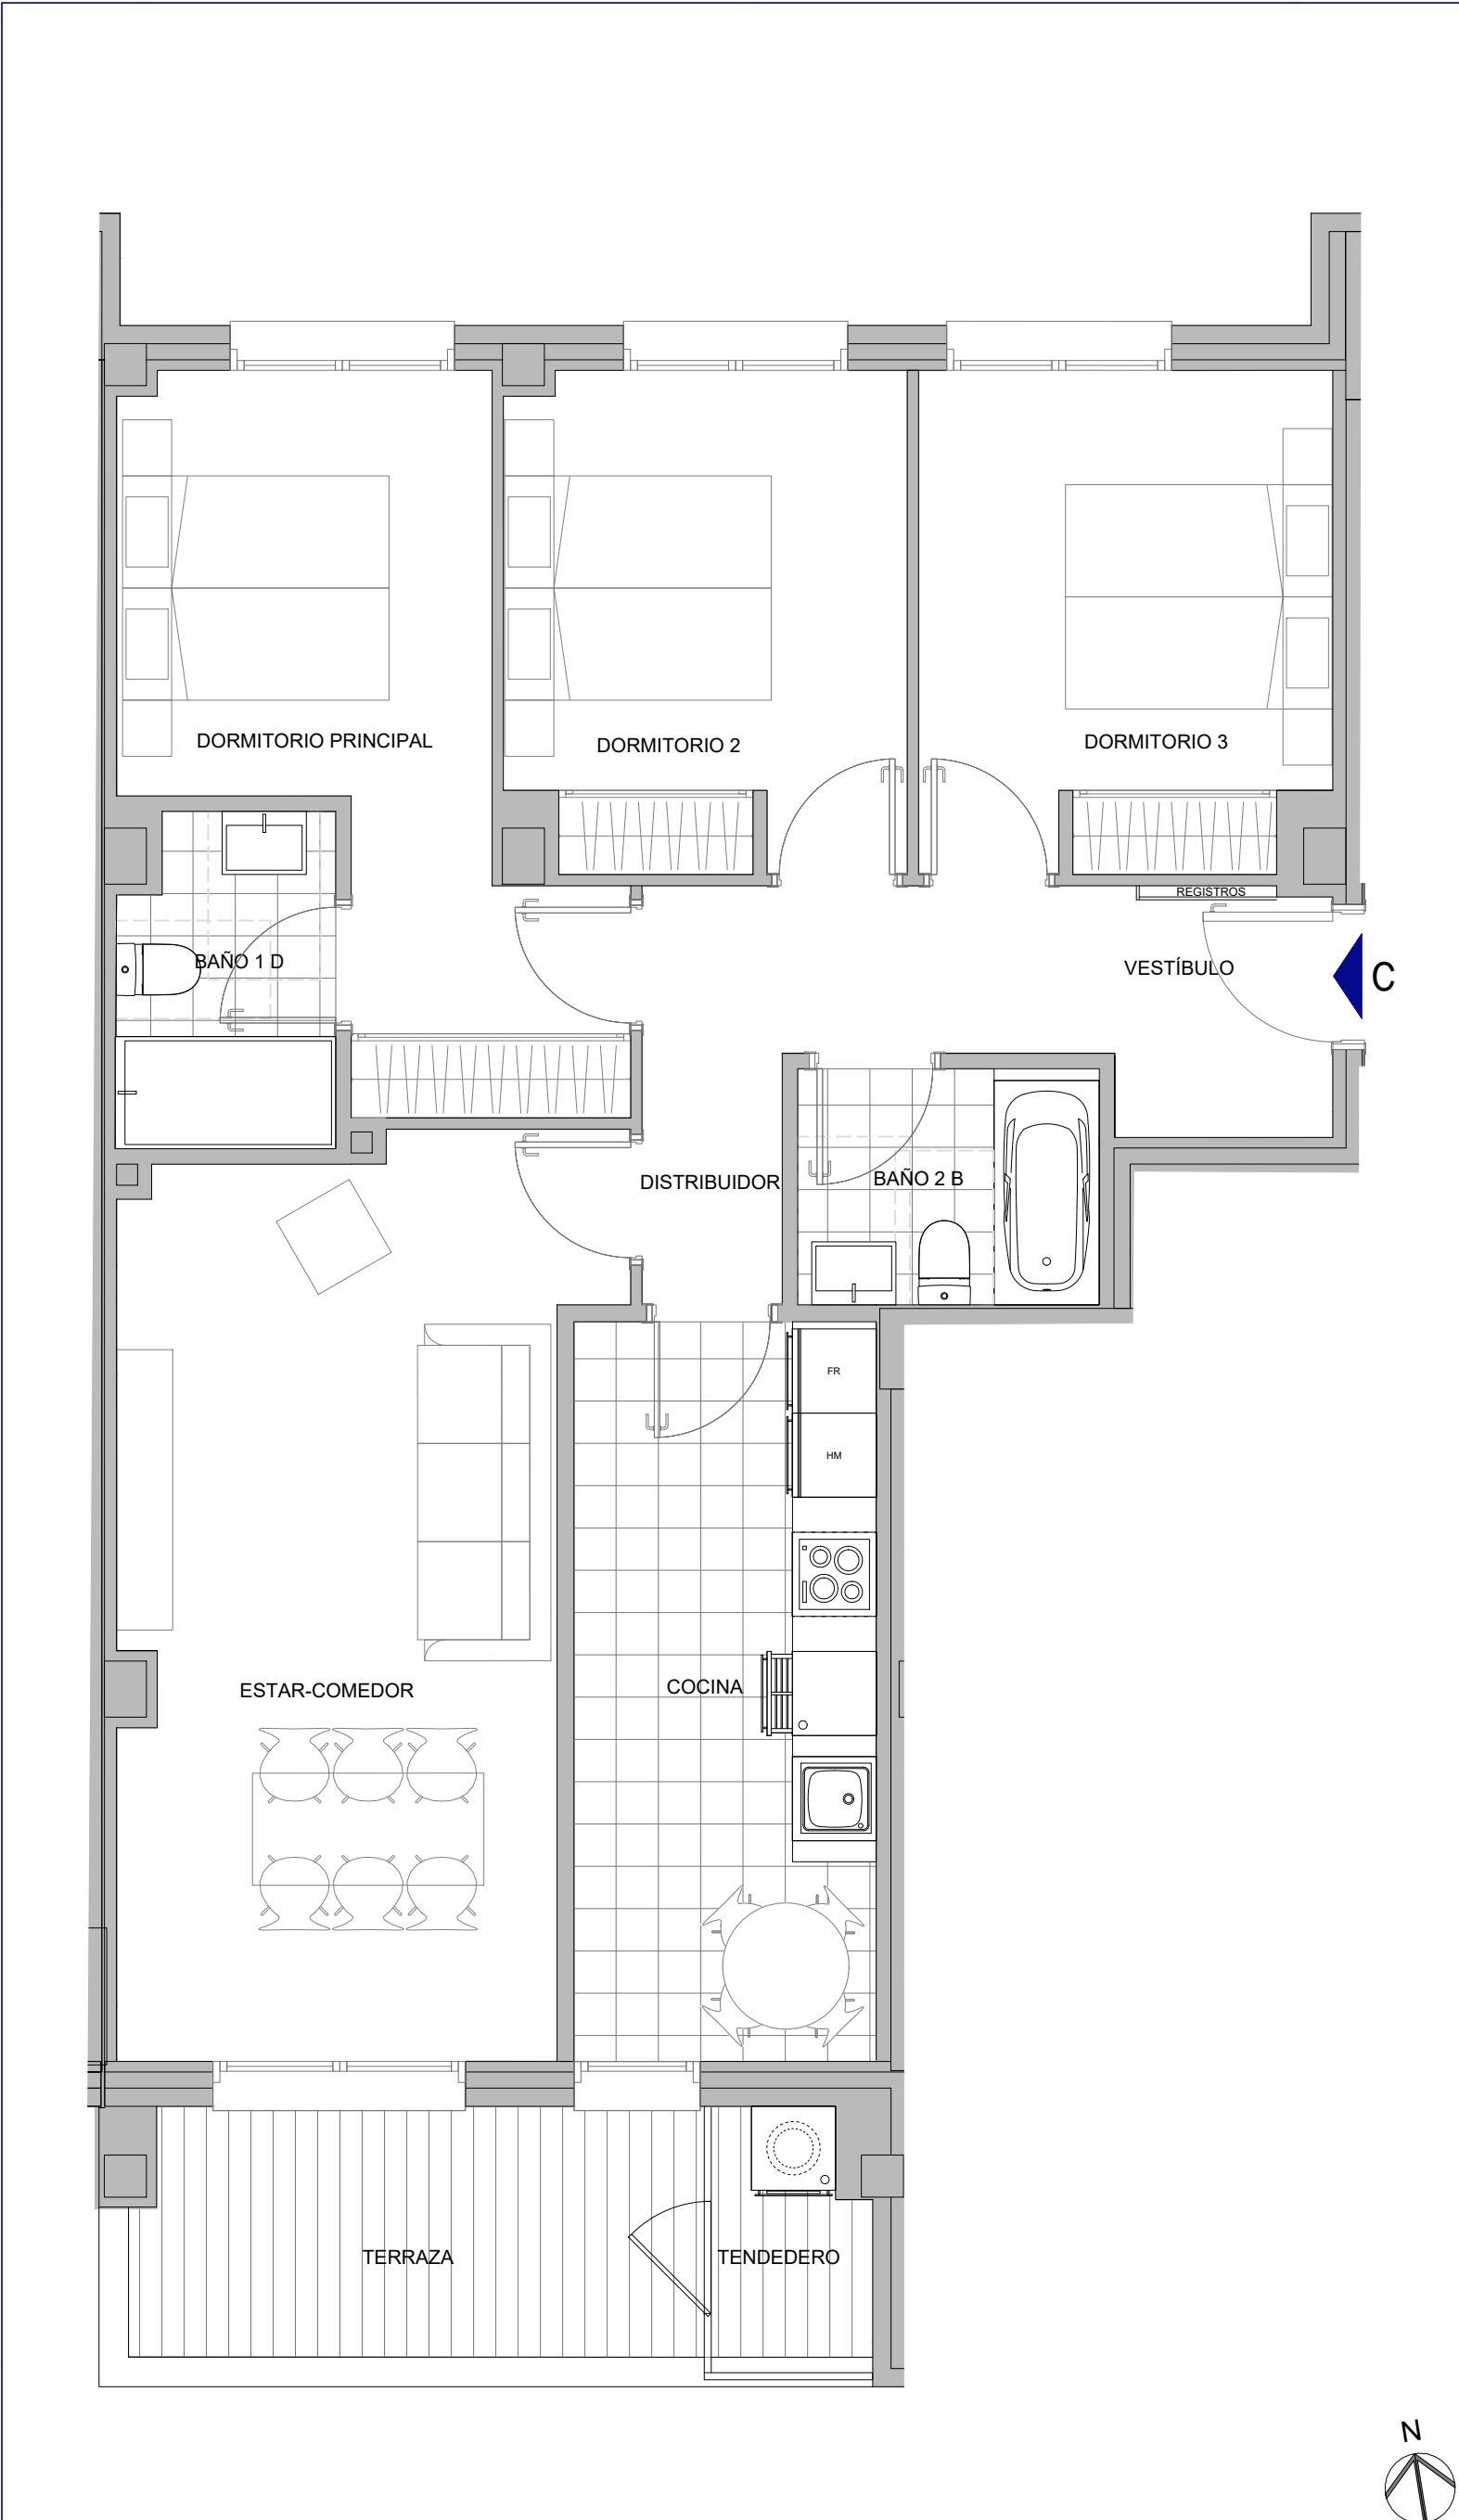 DORMITORIO PRINCIPAL
DORMITORIO 2
DORMITORIO 3
REGISTROS
BAÑO 1 D
VESTÍBULO
C
DISTRIBUIDOR
BAÑO 2 B
FR
HM
ESTAR-COMEDOR
COCINA
TERRAZA
TENDEDERO
N